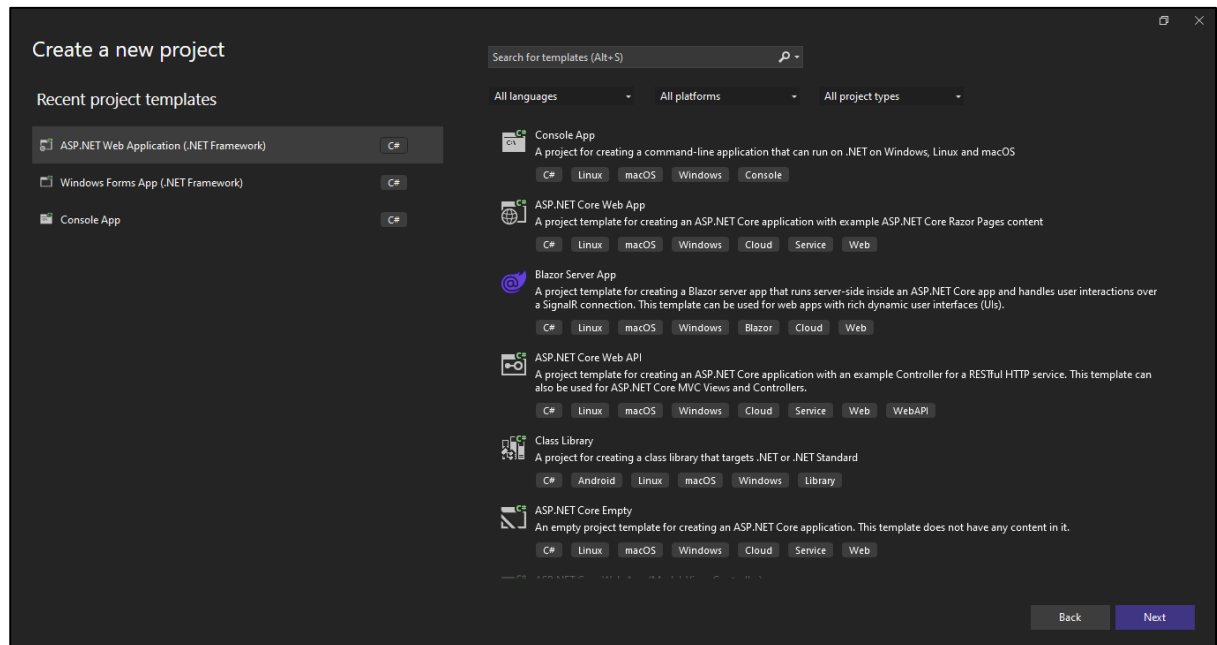 Create a new project
Recent project templates
ASP.NET Web Application (.NET Framework) C#
Windows Forms App (.NET Framework) C#
Console App C#
Search for templates (Alt+S)
All languages All platforms All project types
Console App
A project for creating a command-line application that can run on .NET on Windows, Linux and macOS
C# Linux macOS Windows Console
ASP.NET Core Web App
A project template for creating an ASP.NET Core application with example ASP.NET Core Razor Pages content
C# Linux macOS Windows Cloud Service Web
Blazor Server App
A project template for creating a Blazor server app that runs server-side inside an ASP.NET Core app and handles user interactions over
a SignalR connection. This template can be used for web apps with rich dynamic user interfaces (UIs).
C# Linux macOS Windows Blazor Cloud Web
ASP.NET Core Web API
A project template for creating an ASP.NET Core application with an example Controller for a RESTful HTTP service. This template can
also be used for ASP.NET Core MVC Views and Controllers.
C# Linux macOS Windows Cloud Service Web WebAPI
Class Library
A project for creating a class library that targets .NET or .NET Standard
C# Android Linux macOS Windows Library
ASP.NET Core Empty
An empty project template for creating an ASP.NET Core application. This template does not have any content in it.
C# Linux macOS Windows Cloud Service Web
Back Next